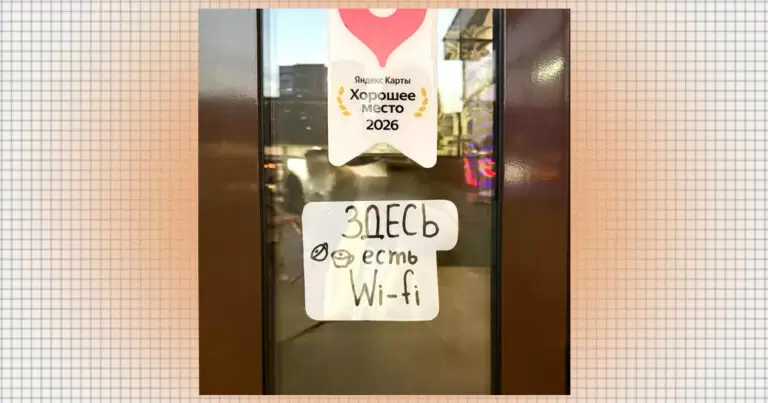 Яндекс Карты
Хорошее
место
2026
ЗДЕСЬ
есть
Wi-fi